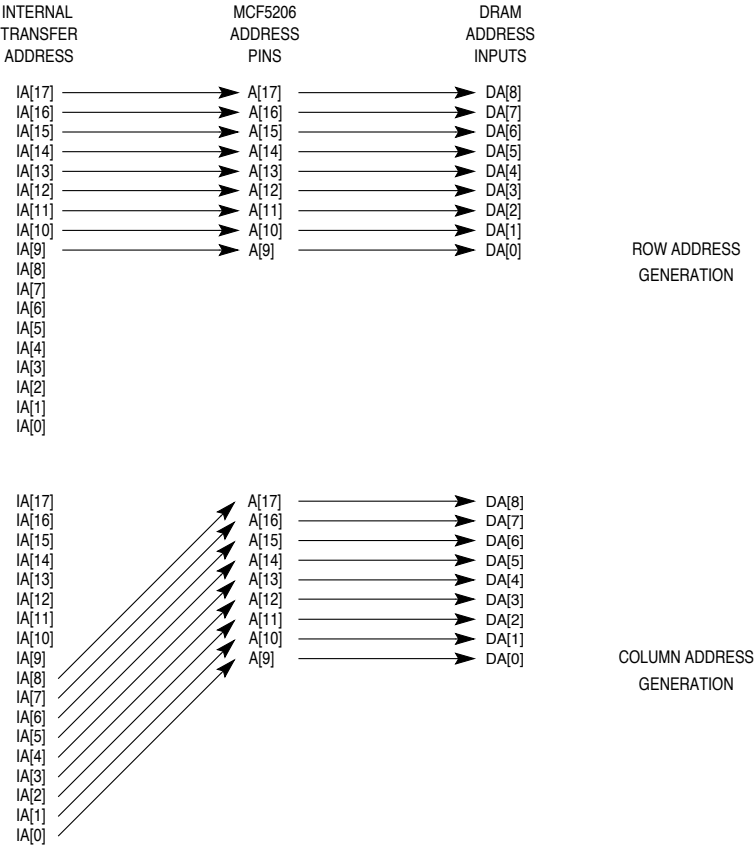 INTERNAL TRANSFER ADDRESS
MCF5206 ADDRESS PINS
DRAM ADDRESS INPUTS
IA[17] A[17] DA[8]
IA[16] A[16] DA[7]
IA[15] A[15] DA[6]
IA[14] A[14] DA[5]
IA[13] A[13] DA[4]
IA[12] A[12] DA[3]
IA[11] A[11] DA[2]
IA[10] A[10] DA[1]
IA[9] A[9] DA[0]
IA[8]
IA[7]
IA[6]
IA[5]
IA[4]
IA[3]
IA[2]
IA[1]
IA[0]
ROW ADDRESS
GENERATION
IA[17] A[17] DA[8]
IA[16] A[16] DA[7]
IA[15] A[15] DA[6]
IA[14] A[14] DA[5]
IA[13] A[13] DA[4]
IA[12] A[12] DA[3]
IA[11] A[11] DA[2]
IA[10] A[10] DA[1]
IA[9] A[9] DA[0]
IA[8]
IA[7]
IA[6]
IA[5]
IA[4]
IA[3]
IA[2]
IA[1]
IA[0]
COLUMN ADDRESS
GENERATION